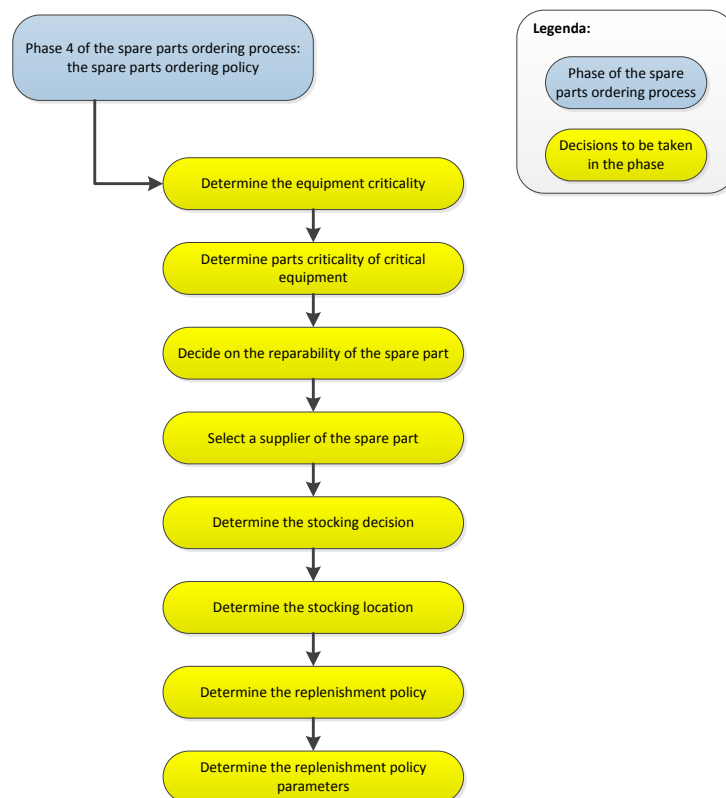 Phase 4 of the spare parts ordering process:
the spare parts ordering policy
Legenda:
Phase of the spare
parts ordering process
Decisions to be taken
in the phase
Determine the equipment criticality
Determine parts criticality of critical
equipment
Decide on the reparability of the spare part
Select a supplier of the spare part
Determine the stocking decision
Determine the stocking location
Determine the replenishment policy
Determine the replenishment policy
parameters